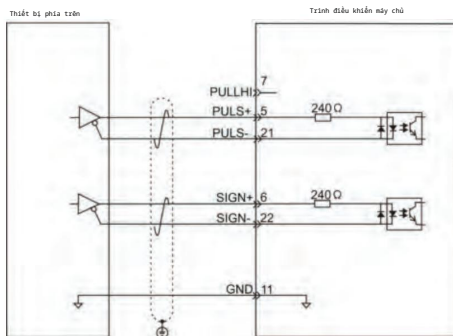 Thiết bị phía trên
Trình điều khiển máy chủ
7
PULLHI
PULS+ 5
240Ω
PULS- 21
SIGN+ 6
240Ω
SIGN- 22
GND 11